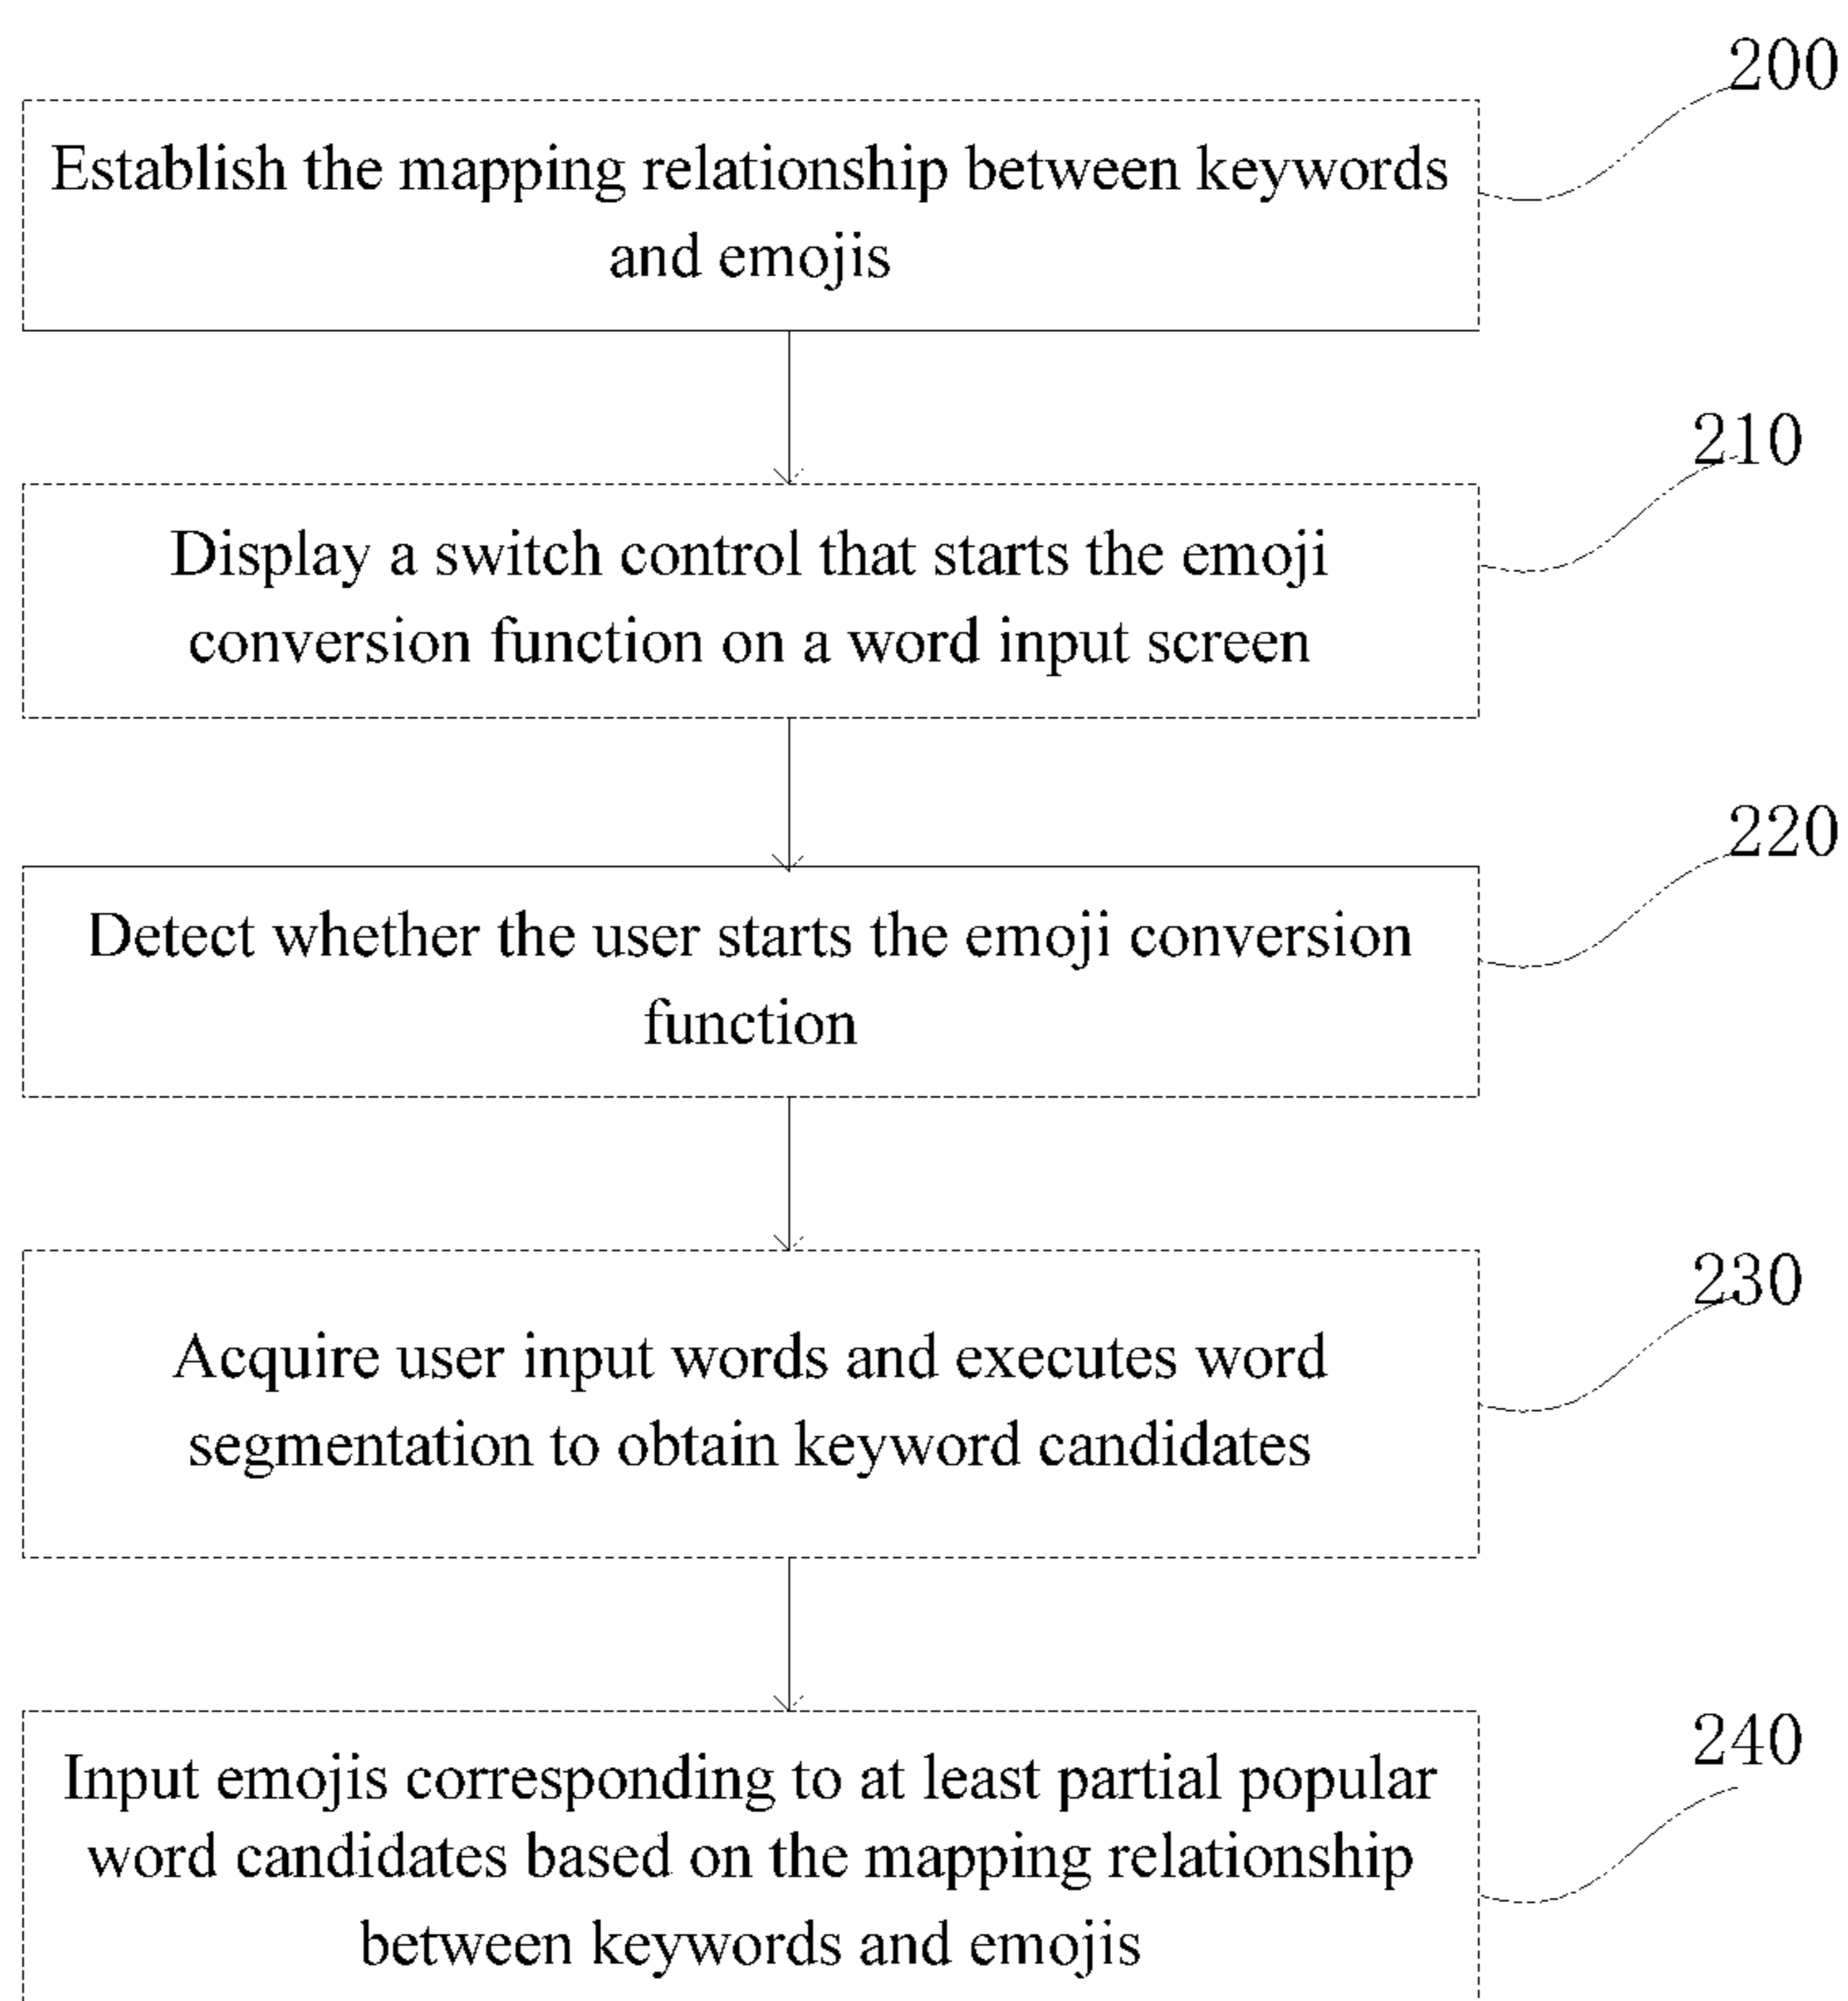 200
Establish the mapping relationship between keywords
and emojis
210
Display a switch control that starts the emoji
conversion function on a word input screen
220
Detect whether the user starts the emoji conversion
function
230
Acquire user input words and executes word
segmentation to obtain keyword candidates
240
Input emojis corresponding to at least partial popular
word candidates based on the mapping relationship
between keywords and emojis